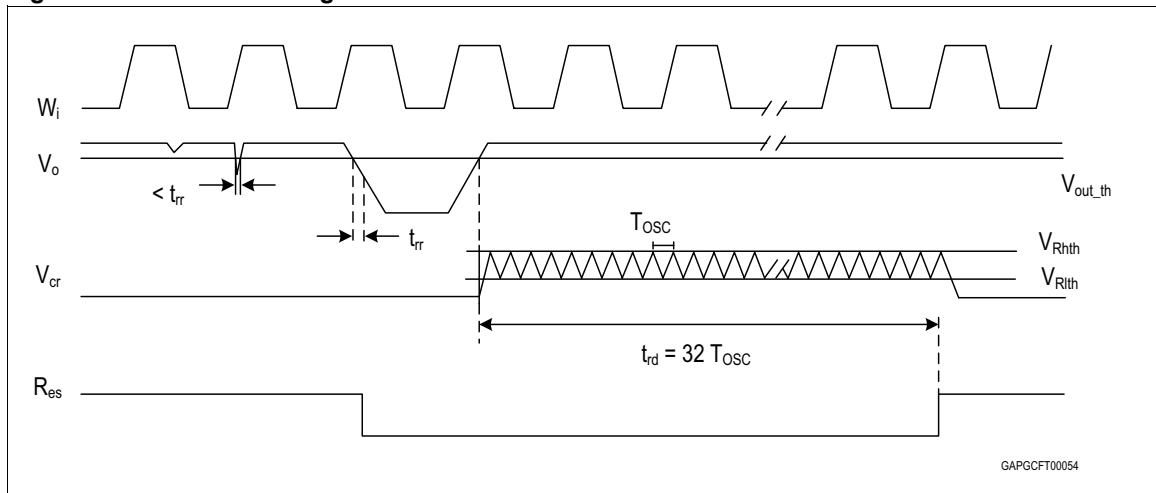 W_i
V_o
< t_rr
V_out_th
t_rr
T_OSC
V_Rhth
V_cr
V_Rlth
t_rd = 32 T_OSC
R_es
GAPGCFT00054